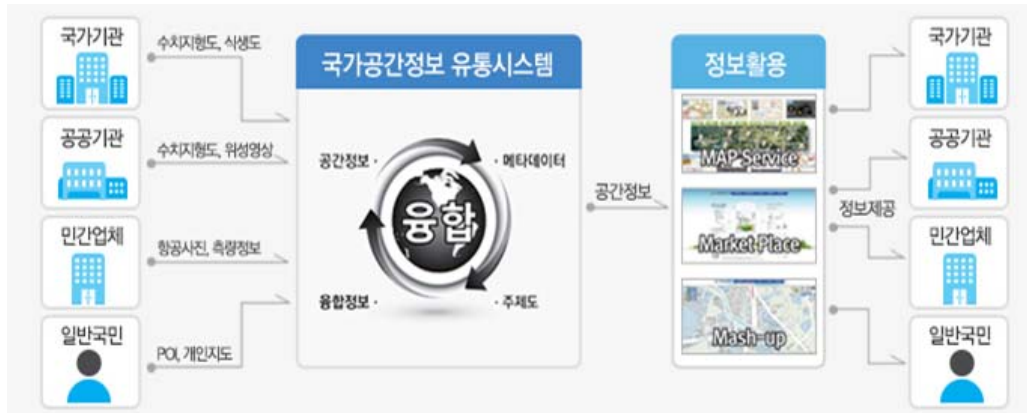 국가기관
수치지형도, 식생도
공공기관
수치지형도, 위성영상
민간업체
항공사진, 측량정보
일반국민
POI, 개인지도
국가공간정보 유통시스템
공간정보
메타데이터
융합
융합정보
주제도
공간정보
정보활용
MAP Service
Market Place
Mash-up
정보제공
국가기관
공공기관
민간업체
일반국민